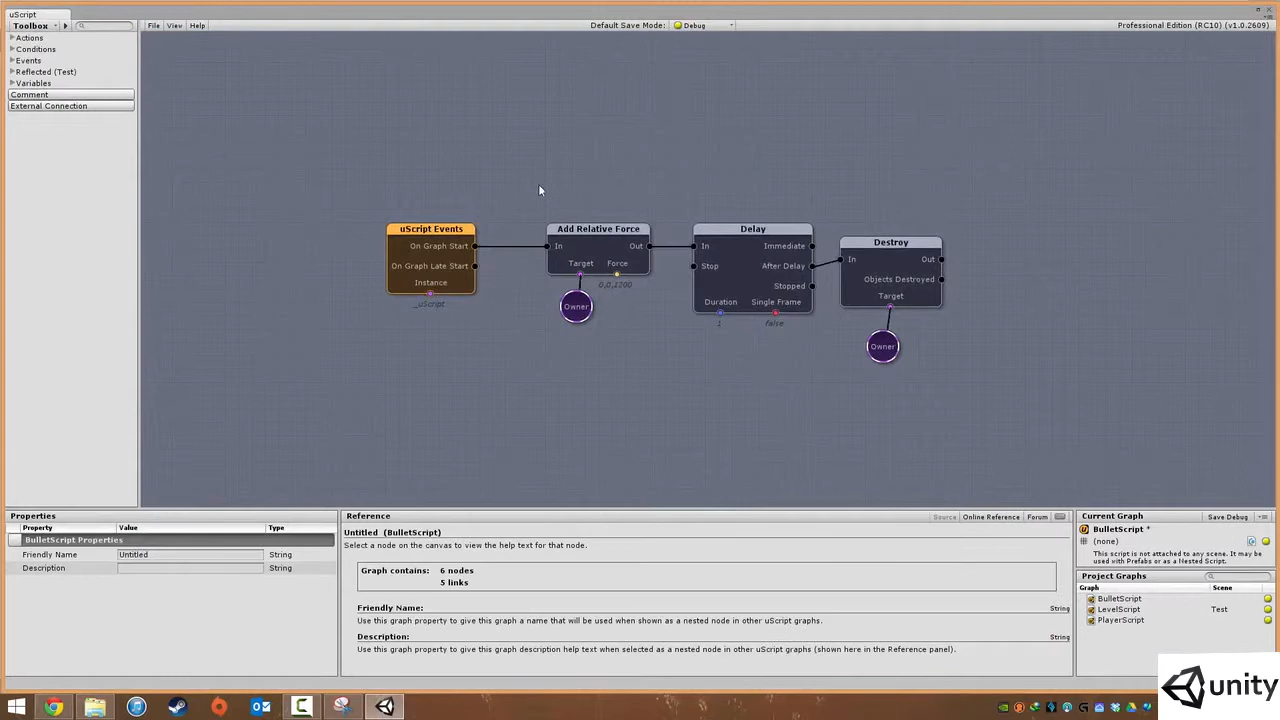 uScript
Toolbox
File View Help
Default Save Mode: Debug
Professional Edition (RC10) (v1.0.2609)
Actions
Conditions
Events
Reflected (Test)
Variables
Comment
External Connection
uScript Events
On Graph Start
On Graph Late Start
Instance
_uScript
Add Relative Force
In Out
Target Force
0,0,1200
Owner
Delay
In Immediate
Stop After Delay
Stopped
Duration Single Frame
1 false
Destroy
In Out
Objects Destroyed
Target
Owner
Properties
Property Value Type
BulletScript Properties
Friendly Name Untitled String
Description String
Reference
Source Online Reference Forum
Untitled (BulletScript)
Select a node on the canvas to view the help text for that node.
Graph contains: 6 nodes
5 links
Friendly Name: String
Use this graph property to give this graph a name that will be used when shown as a nested node in other uScript graphs.
Description: String
Use this graph property to give this graph description help text when selected as a nested node in other uScript graphs (shown here in the Reference panel).
Current Graph Save Debug
BulletScript *
(none)
This script is not attached to any scene. It may be
used with Prefabs or as a Nested Script.
Project Graphs
Graph Scene
BulletScript
LevelScript Test
PlayerScript
unity